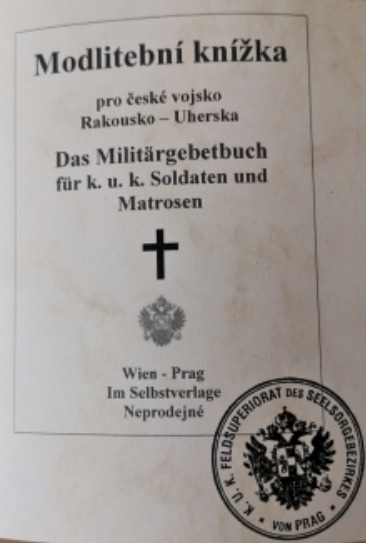 Modlitební knížka
pro české vojsko
Rakousko – Uherska
Das Militärgebetbuch
für k. u. k. Soldaten und
Matrosen
Wien - Prag
Im Selbstverlage
Neprodejné
K. U. K. FELDSUPERIORAT DES SEELSORGEBEZIRKES
* VON PRAG *